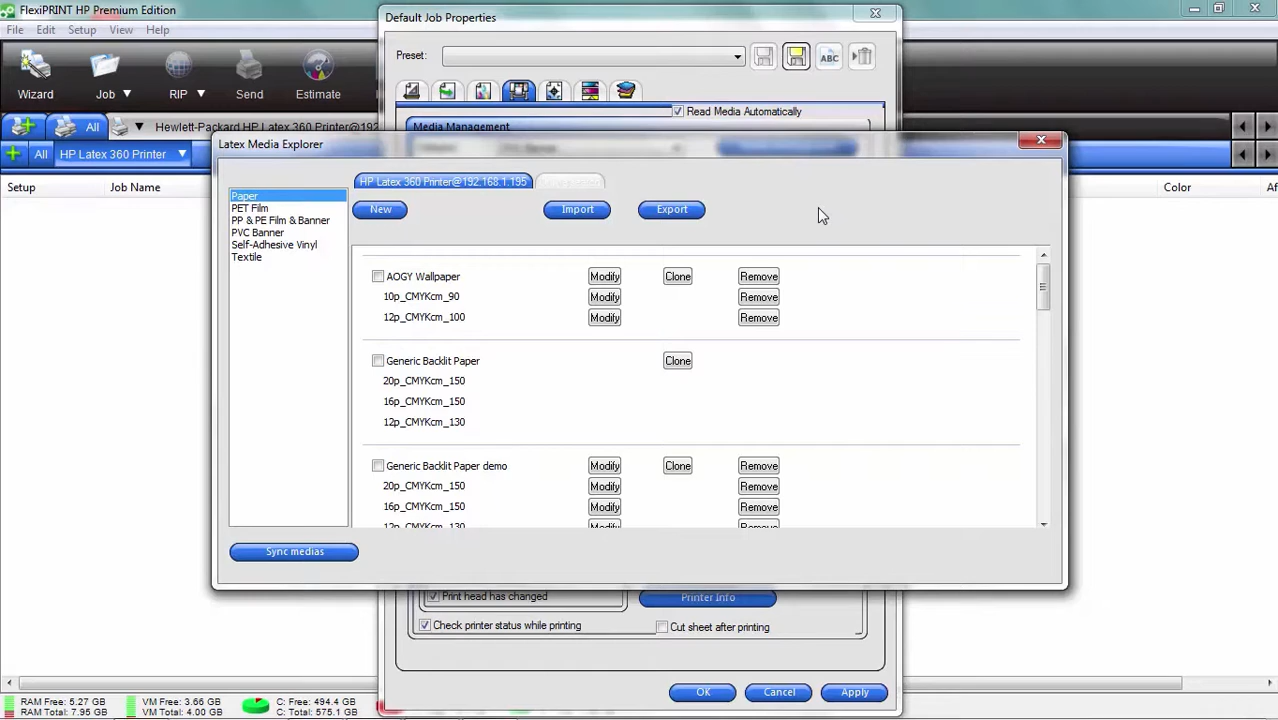 FlexiPRINT HP Premium Edition
File Edit Setup View Help
Wizard Job RIP Send Estimate
All Hewlett-Packard HP Latex 360 Printer@192
All HP Latex 360 Printer
Setup Job Name Color
Default Job Properties
Preset:
ABC
Read Media Automatically
Media Management
Latex Media Explorer
HP Latex 360 Printer@192.168.1.195
New Import Export
Paper
PET Film
PP & PE Film & Banner
PVC Banner
Self-Adhesive Vinyl
Textile
AOGY Wallpaper Modify Clone Remove
10p_CMYKcm_90 Modify Remove
12p_CMYKcm_100 Modify Remove
Generic Backlit Paper Clone
20p_CMYKcm_150
16p_CMYKcm_150
12p_CMYKcm_130
Generic Backlit Paper demo Modify Clone Remove
20p_CMYKcm_150 Modify Remove
16p_CMYKcm_150 Modify Remove
12p_CMYKcm_130 Modify Remove
Sync medias
Print head has changed Printer Info
Check printer status while printing Cut sheet after printing
OK Cancel Apply
RAM Free: 5.27 GB VM Free: 3.66 GB C: Free: 494.4 GB
RAM Total: 7.95 GB VM Total: 4.00 GB C: Total: 575.1 GB